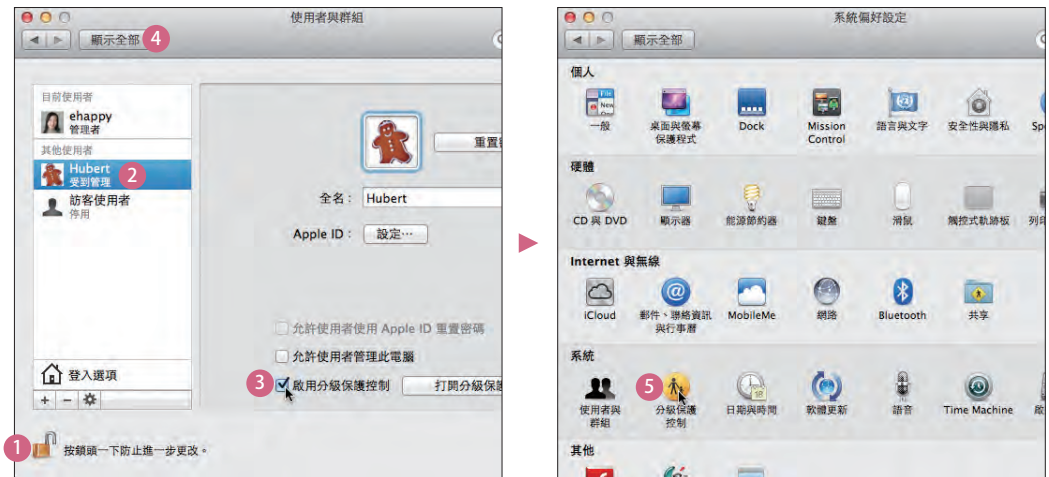 使用者與群組
顯示全部 4
目前使用者
ehappy
管理者
其他使用者
Hubert
受到管理 2
訪客使用者
停用
登入選項
+ −
1 按鎖頭一下防止進一步更改。
重置
全名： Hubert
Apple ID： 設定…
允許使用者使用 Apple ID 重置密碼
允許使用者管理此電腦
3 啟用分級保護控制 打開分級保
系統偏好設定
顯示全部
個人
File
New
一般
桌面與螢幕
保護程式
Dock
Mission
Control
語言與文字
安全性與隱私
Sp
硬體
CD 與 DVD
顯示器
能源節約器
鍵盤
滑鼠
觸控式軌跡板
列印
Internet 與無線
iCloud
郵件、聯絡資訊
與行事曆
MobileMe
網路
Bluetooth
共享
系統
使用者與
群組
5
分級保護
控制
18
日期與時間
軟體更新
語音
Time Machine
其他